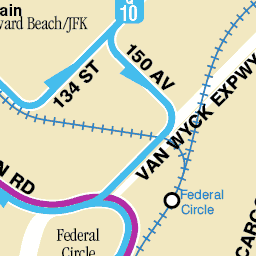 ain
ward Beach/JFK
10
134 ST
150 AV
VAN WYCK EXPWY
N RD
Federal
Circle
Federal
Circle
CARGO